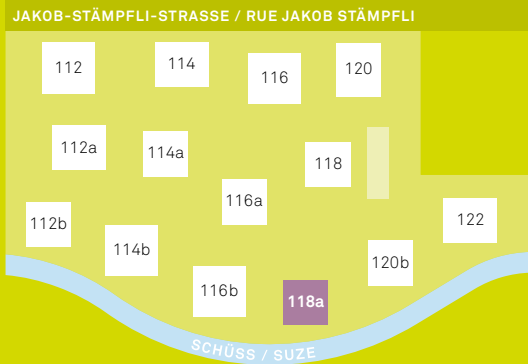 JAKOB-STÄMPFLI-STRASSE / RUE JAKOB STÄMPFLI
112
114
116
120
112a
114a
118
116a
112b
122
114b
120b
116b
118a
SCHÜSS / SUZE